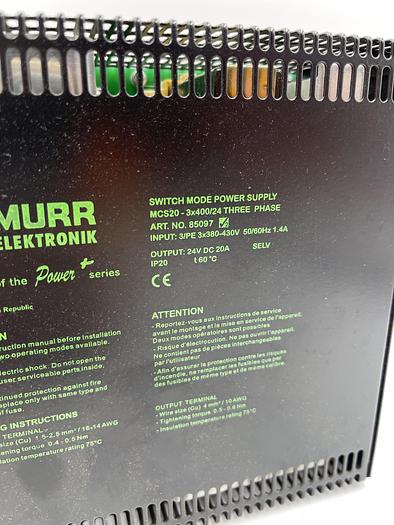 MURR
ELEKTRONIK
of the Power+ series
Republic
SWITCH MODE POWER SUPPLY
MCS20 - 3x400/24 THREE PHASE
ART. NO. 85097
INPUT: 3/PE 3x380-430V 50/60Hz 1.4A
OUTPUT: 24V DC 20A SELV
IP20 t 60°C
CE
ruction manual before installation
two operating modes available.
electric shock: Do not open the
user, serviceable parts inside.
continued protection against fire
replace only with same type and
of fuse.
NG INSTRUCTIONS
TERMINAL -
size (Cu) 1.5-2.5 mm² / 16-14 AWG
tening torque 0.4 - 0.5 Nm
lation temperature rating 75°C
ATTENTION
- Reportez-vous aux instructions de service
avant le montage et la mise en service de l'appareil.
Deux modes opératoires sont possibles
- Risque d'électrocution. Ne pas ouvrir l'appareil.
Ne contient pas de pièces interchangeables
par l'utilisateur
- Afin d'assurer la protection contre les risques
d'incendie, ne remplacer les fusibles que par
des fusibles de même type et de même calibre.
OUTPUT TERMINAL
- Wire size (Cu) 4 mm² / 10 AWG
- Tightening torque 0.5 - 0.6 Nm
- Insulation temperature rating 75°C